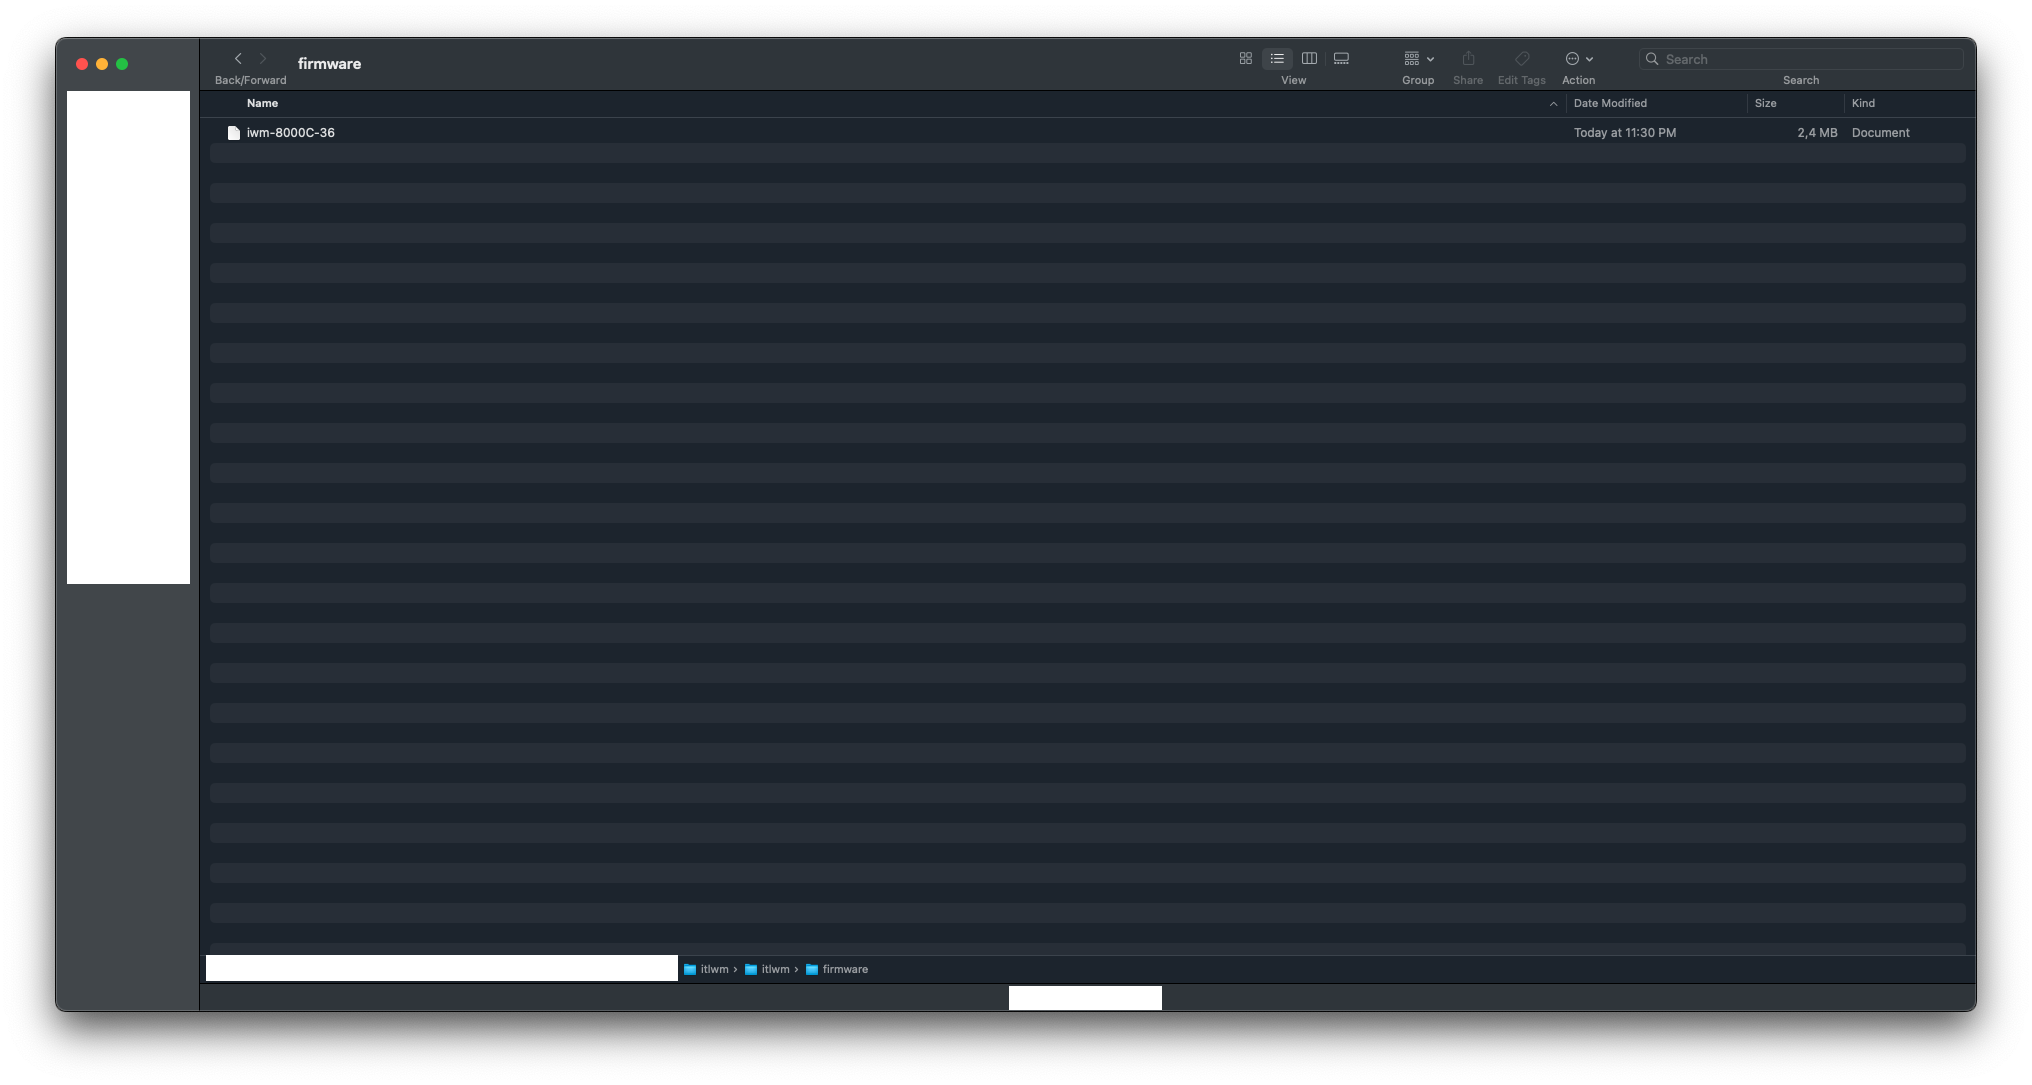 firmware
Back/Forward
View
Group
Share
Edit Tags
Action
Search
Search
Name
Date Modified
Size
Kind
iwm-8000C-36
Today at 11:30 PM
2,4 MB
Document
itlwm › itlwm › firmware